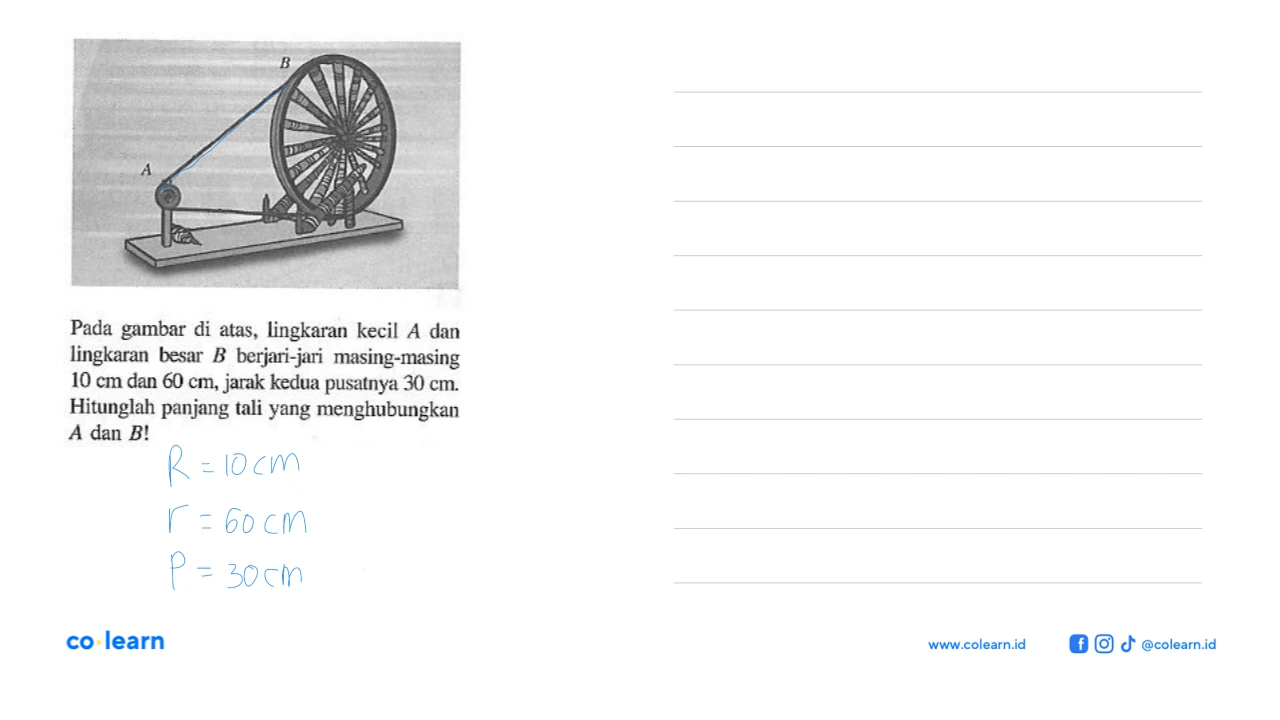 B
A
Pada gambar di atas, lingkaran kecil A dan
lingkaran besar B berjari-jari masing-masing
10 cm dan 60 cm, jarak kedua pusatnya 30 cm.
Hitunglah panjang tali yang menghubungkan
A dan B!
R = 10 cm
r = 60 cm
P = 30 cm
co·learn
www.colearn.id
@colearn.id